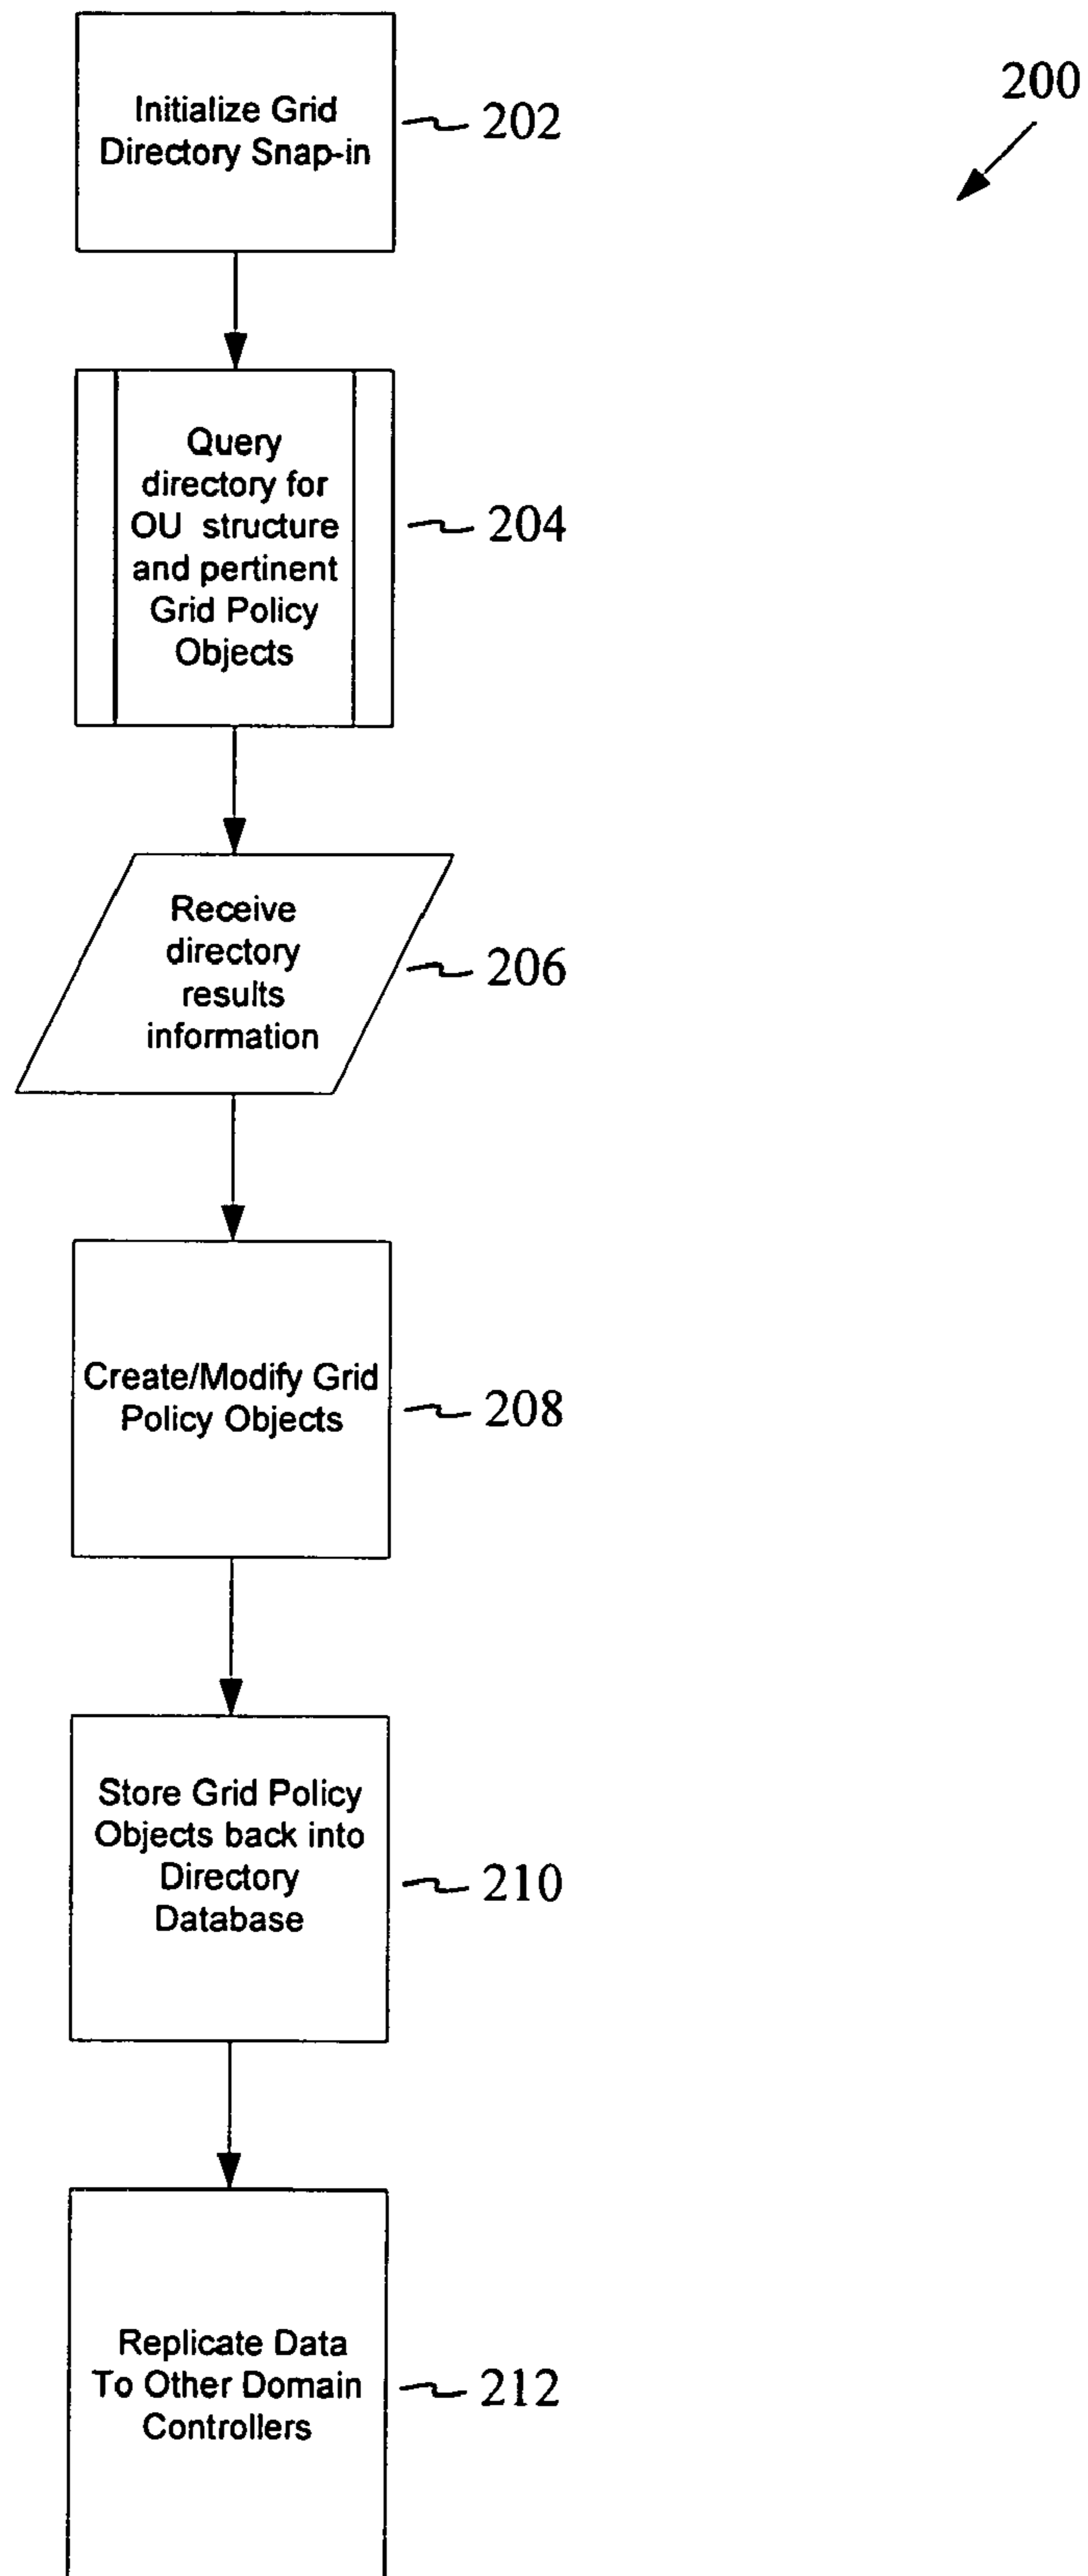 200
Initialize Grid
Directory Snap-in
202
Query
directory for
OU structure
and pertinent
Grid Policy
Objects
204
Receive
directory
results
information
206
Create/Modify Grid
Policy Objects
208
Store Grid Policy
Objects back into
Directory
Database
210
Replicate Data
To Other Domain
Controllers
212